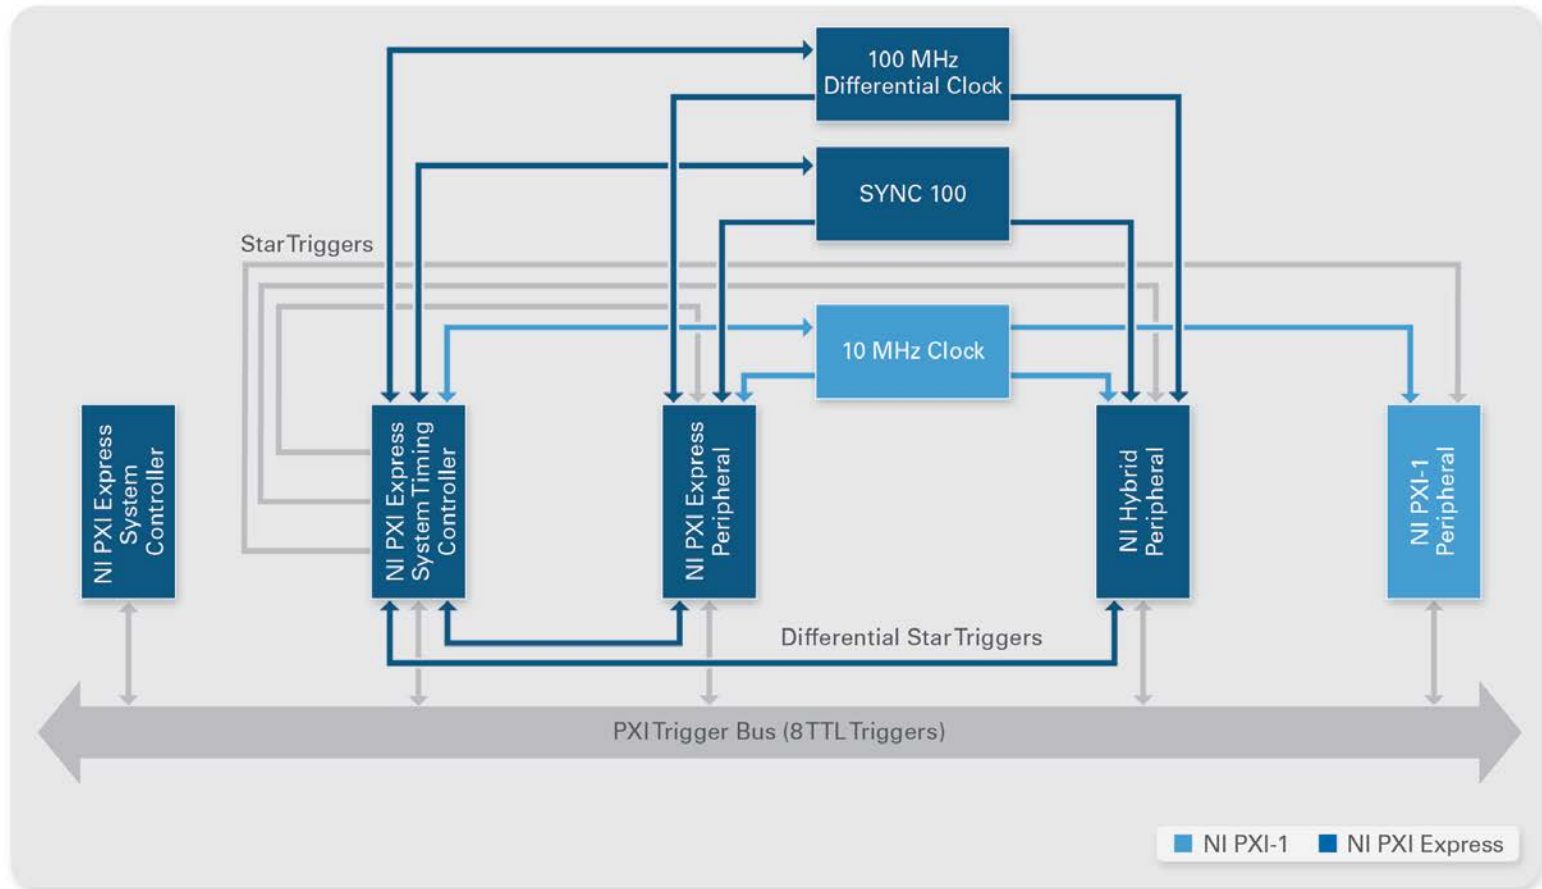 100 MHz
Differential Clock
SYNC 100
Star Triggers
10 MHz Clock
NI PXI Express
System
Controller
NI PXI Express
System Timing
Controller
NI PXI Express
Peripheral
NI Hybrid
Peripheral
NI PXI-1
Peripheral
Differential Star Triggers
PXI Trigger Bus (8 TTL Triggers)
NI PXI-1
NI PXI Express